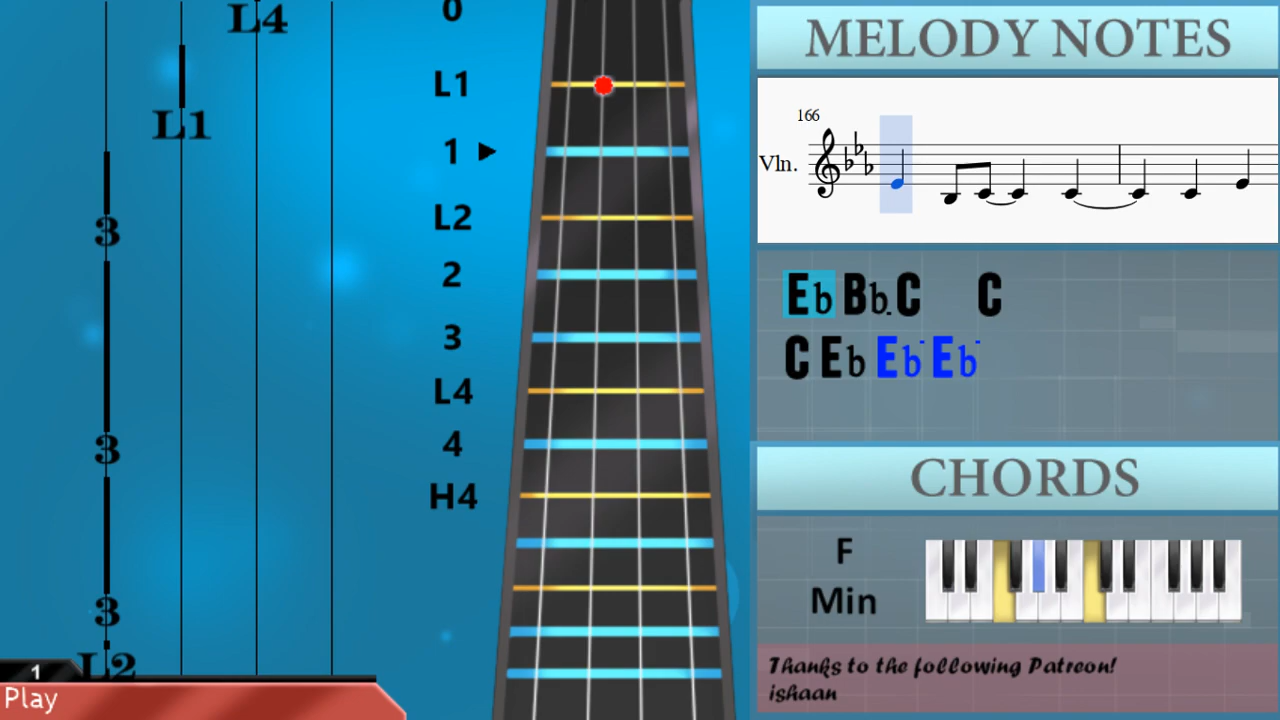 L4
L1
3
3
3
L2
1
Play
0
L1
1
L2
2
3
L4
4
H4
MELODY NOTES
166
Vln.
Eb Bb. C C
C Eb Eb Eb
CHORDS
F
Min
Thanks to the following Patreon!
ishaan